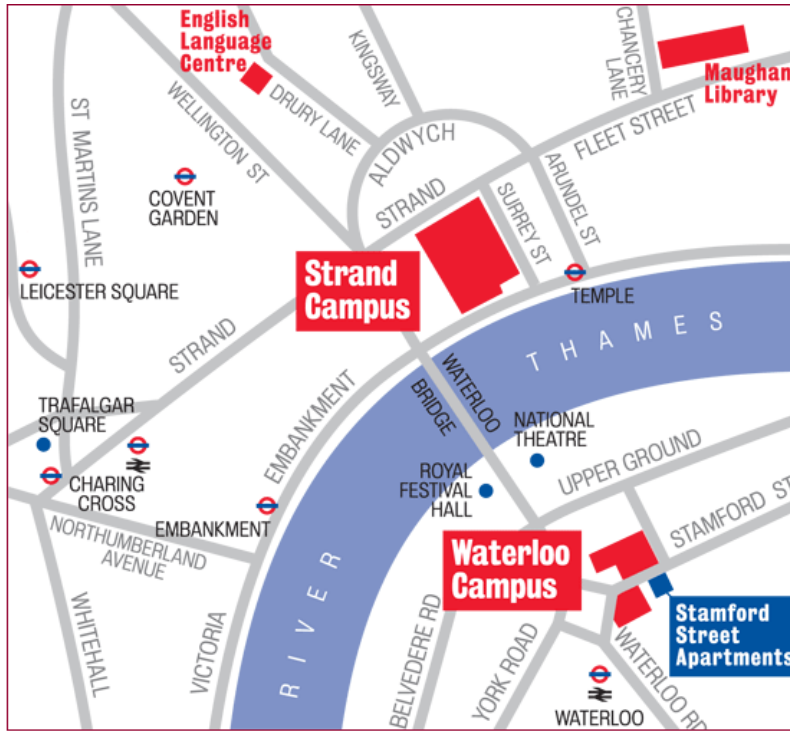 English
Language
Centre
KINGSWAY
CHANCERY
LANE
Maughan
Library
ST MARTINS LANE
WELLINGTON ST
DRURY LANE
ALDWYCH
FLEET STREET
COVENT
GARDEN
STRAND
SURREY ST
ARUNDEL ST
LEICESTER SQUARE
Strand
Campus
TEMPLE
STRAND
THAMES
EMBANKMENT
WATERLOO
BRIDGE
TRAFALGAR
SQUARE
NATIONAL
THEATRE
UPPER GROUND
CHARING
CROSS
ROYAL
FESTIVAL
HALL
STAMFORD ST
EMBANKMENT
NORTHUMBERLAND
AVENUE
Waterloo
Campus
RIVER
WHITEHALL
VICTORIA
BELVEDERE RD
YORK ROAD
WATERLOO RD
Stamford
Street
Apartments
WATERLOO